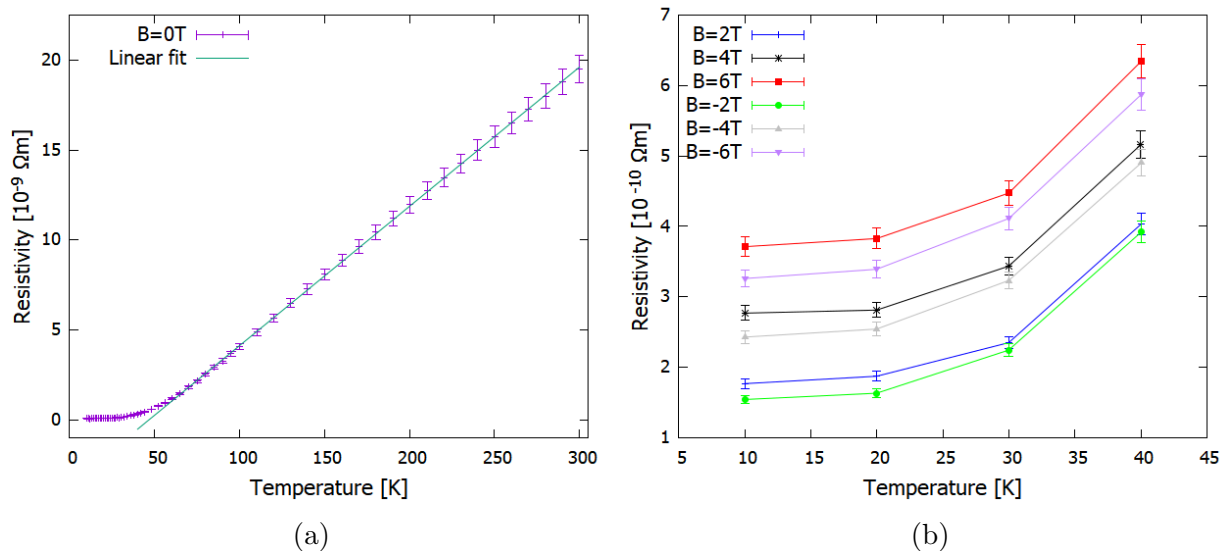 B=0T
Linear fit
20
15
10
5
0
Resistivity [10⁻⁹ Ωm]
0 50 100 150 200 250 300
Temperature [K]
(a)
B=2T
B=4T
B=6T
B=-2T
B=-4T
B=-6T
7
6
5
4
3
2
1
Resistivity [10⁻¹⁰ Ωm]
5 10 15 20 25 30 35 40 45
Temperature [K]
(b)